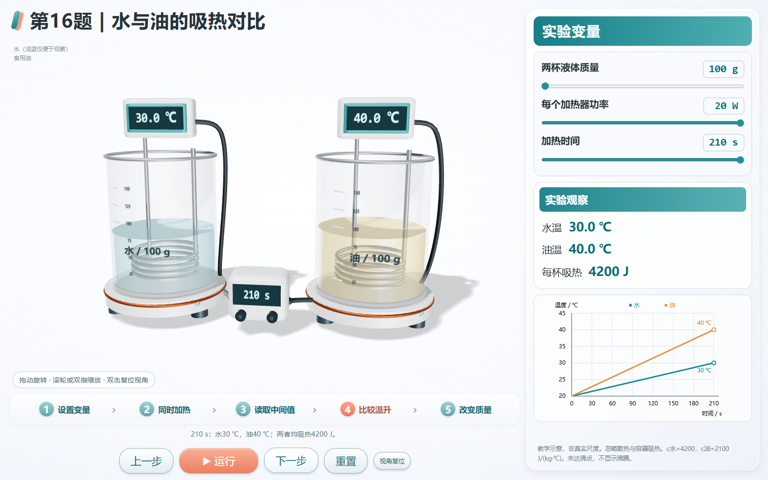 第16题 | 水与油的吸热对比
水（浅蓝仅便于观察）
食用油
30.0 ℃
40.0 ℃
水 / 100 g
油 / 100 g
210 s
拖动旋转 · 滚轮或双指缩放 · 双击复位视角
1 设置变量 › 2 同时加热 › 3 读取中间值 › 4 比较温升 › 5 改变质量
210 s：水30 ℃，油40 ℃；两者均吸热4200 J。
上一步 ▶ 运行 下一步 重置 视角复位
实验变量
两杯液体质量 100 g
每个加热器功率 20 W
加热时间 210 s
实验观察
水温 30.0 ℃
油温 40.0 ℃
每杯吸热 4200 J
温度 / ℃ 水 油
45
40
35
30
25
20
40 ℃
30 ℃
0 30 60 90 120 150 180 210
时间 / s
教学示意，非真实尺度。忽略散热与容器吸热。c水=4200，c油=2100
J/(kg·℃)。未达沸点，不显示沸腾。